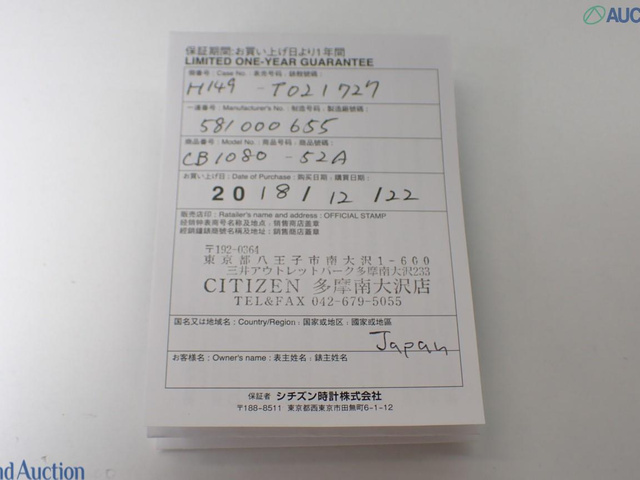 AUC
保証期間：お買い上げ日より1年間
LIMITED ONE-YEAR GUARANTEE
側番号：Case No. 表壳号码：錶殼號碼：
H149 - T021727
一連番号：Manufacturer's No. 制造号码：製造廠號碼：
581000655
商品番号：Model No. 商品号码：商品號碼：
CB1080 - 52A
お買い上げ日：Date of Purchase：购买日期：購買日期：
2018 / 12 / 22
販売店印：Retailer's name and address：OFFICIAL STAMP
经销钟表商号名称及地点：销售商店盖章
經銷鐘錶商號名稱及地址：銷售商店蓋章
〒192-0364
東京都八王子市南大沢1-600
三井アウトレットパーク多摩南大沢233
CITIZEN 多摩南大沢店
TEL&FAX 042-679-5055
国名又は地域名：Country/Region：国家或地区：國家或地區
Japan
お客様名：Owner's name：表主姓名：錶主姓名
保証者 シチズン時計株式会社
〒188-8511 東京都西東京市田無町6-1-12
nd Auction